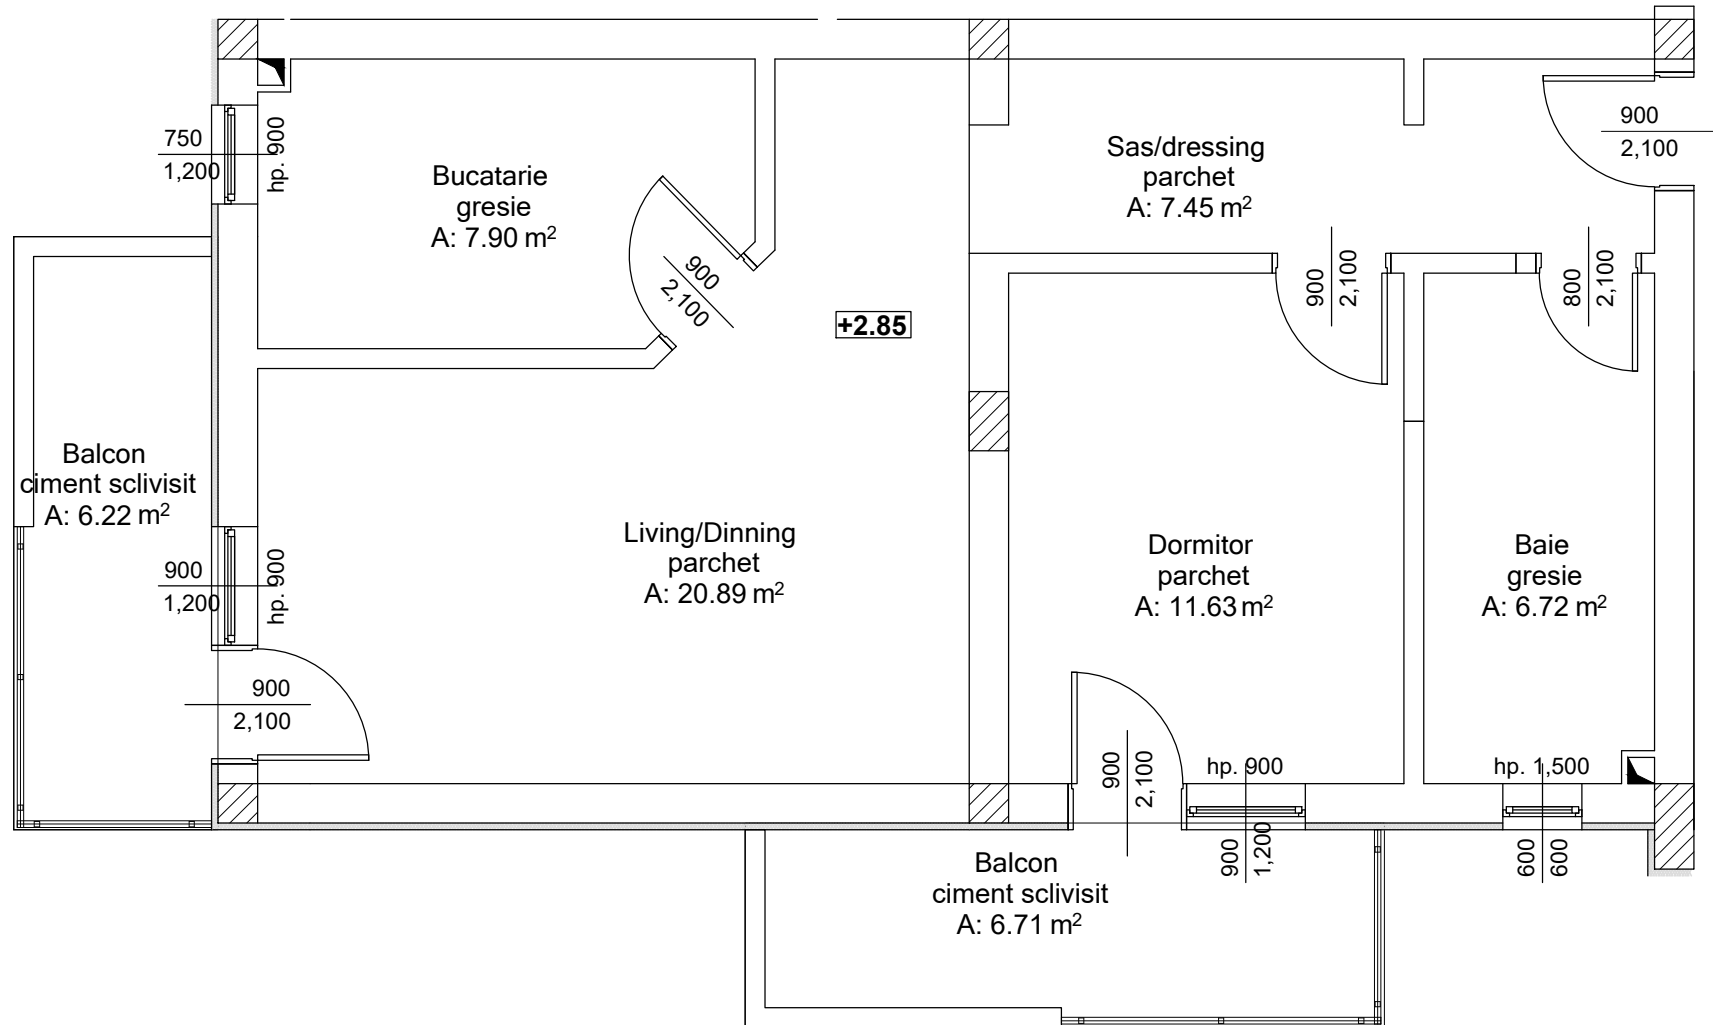 750
1,200
hp. 900
Bucatarie
gresie
A: 7.90 m²
900
2,100
Sas/dressing
parchet
A: 7.45 m²
900
2,100
900
2,100
800
2,100
+2.85
Balcon
ciment sclivisit
A: 6.22 m²
900
1,200
hp. 900
Living/Dinning
parchet
A: 20.89 m²
Dormitor
parchet
A: 11.63 m²
Baie
gresie
A: 6.72 m²
900
2,100
900
2,100
hp. 900
900
1,200
hp. 1,500
600
600
Balcon
ciment sclivisit
A: 6.71 m²